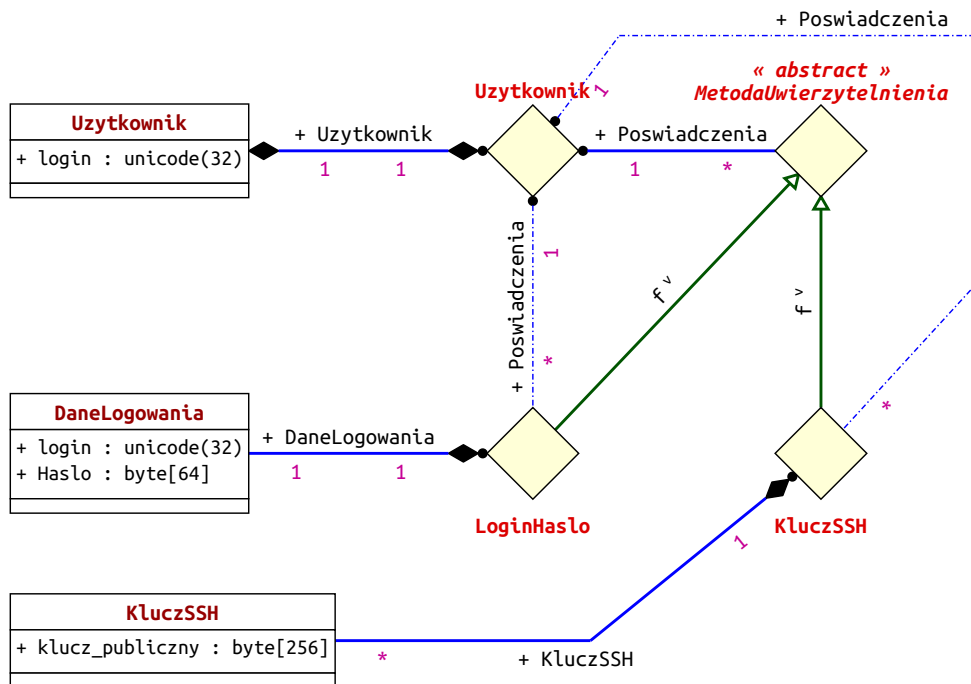 + Poswiadczenia
« abstract »
MetodaUwierzytelnienia
Uzytkownik
1
Uzytkownik
+ login : unicode(32)
+ Uzytkownik
1
1
+ Poswiadczenia
1
*
+ Poswiadczenia
1
*
f v
f v
*
DaneLogowania
+ login : unicode(32)
+ Haslo : byte[64]
+ DaneLogowania
1
1
LoginHaslo
KluczSSH
1
KluczSSH
+ klucz_publiczny : byte[256]
*
+ KluczSSH